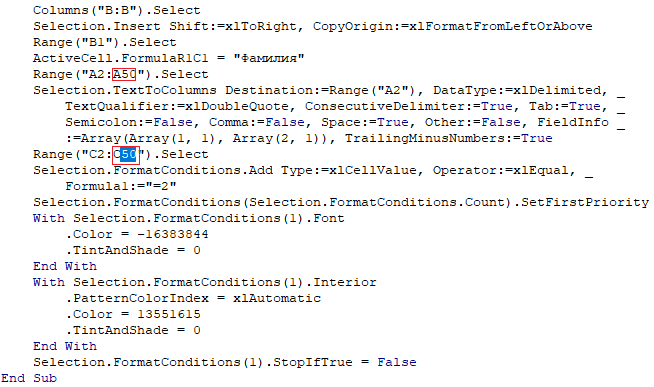 Columns("B:B").Select
Selection.Insert Shift:=xlToRight, CopyOrigin:=xlFormatFromLeftOrAbove
Range("B1").Select
ActiveCell.FormulaR1C1 = "Фамилия"
Range("A2:A50").Select
Selection.TextToColumns Destination:=Range("A2"), DataType:=xlDelimited, _
TextQualifier:=xlDoubleQuote, ConsecutiveDelimiter:=True, Tab:=True, _
Semicolon:=False, Comma:=False, Space:=True, Other:=False, FieldInfo _
:=Array(Array(1, 1), Array(2, 1)), TrailingMinusNumbers:=True
Range("C2:C50").Select
Selection.FormatConditions.Add Type:=xlCellValue, Operator:=xlEqual, _
Formula1:="=2"
Selection.FormatConditions(Selection.FormatConditions.Count).SetFirstPriority
With Selection.FormatConditions(1).Font
.Color = -16383844
.TintAndShade = 0
End With
With Selection.FormatConditions(1).Interior
.PatternColorIndex = xlAutomatic
.Color = 13551615
.TintAndShade = 0
End With
Selection.FormatConditions(1).StopIfTrue = False
End Sub